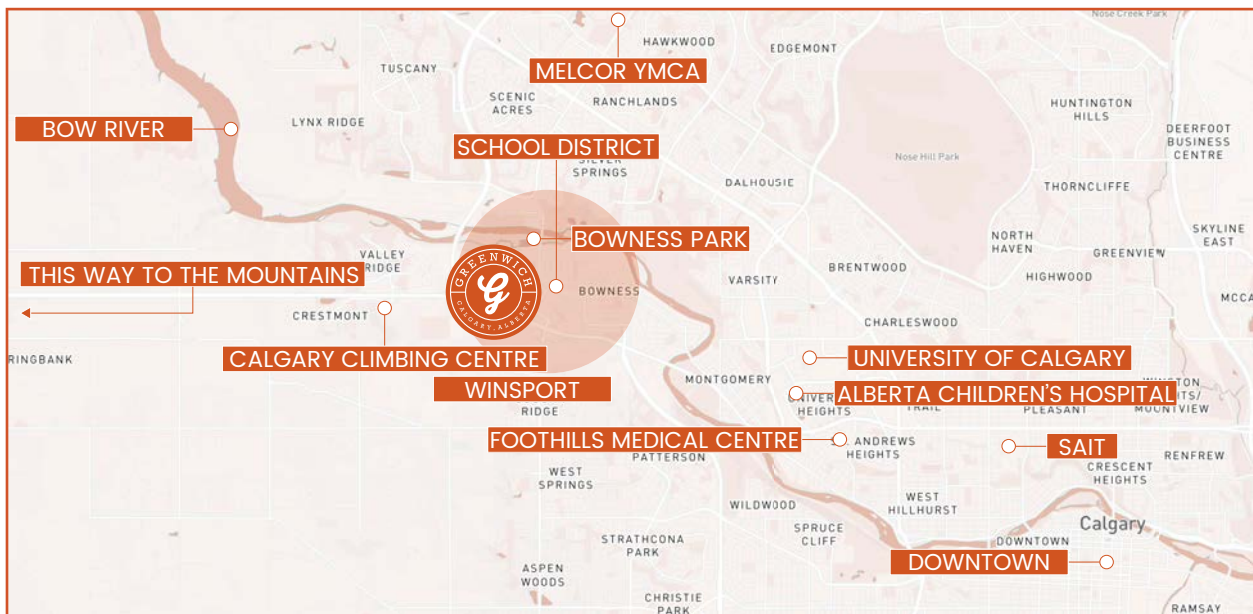 Nose Creek Park
HAWKWOOD
EDGEMONT
TUSCANY
MELCOR YMCA
SCENIC
ACRES
RANCHLANDS
HUNTINGTON
HILLS
LYNX RIDGE
BOW RIVER
DEERFOOT
BUSINESS
CENTRE
SCHOOL DISTRICT
SILVER
SPRINGS
Nose Hill Park
DALHOUSIE
THORNCLIFFE
BOWNESS PARK
NORTH
HAVEN
SKYLINE
EAST
VALLEY
RIDGE
GREENVIEW
THIS WAY TO THE MOUNTAINS
GREENWICH
G
CALGARY, ALBERTA
BOWNESS
VARSITY
BRENTWOOD
HIGHWOOD
MCCA
CRESTMONT
CHARLESWOOD
RINGBANK
CALGARY CLIMBING CENTRE
UNIVERSITY OF CALGARY
WINSPORT
RIDGE
MONTGOMERY
ALBERTA CHILDREN'S HOSPITAL
HEIGHTS
TRAIL
PLEASANT
MOUNTVIEW
FOOTHILLS MEDICAL CENTRE
ANDREWS
HEIGHTS
SAIT
PATTERSON
RENFREW
WEST
SPRINGS
CRESCENT
HEIGHTS
WILDWOOD
WEST
HILLHURST
SPRUCE
CLIFF
Calgary
STRATHCONA
PARK
DOWNTOWN
DOWNTOWN
ASPEN
WOODS
CHRISTIE
PARK
RAMSAY